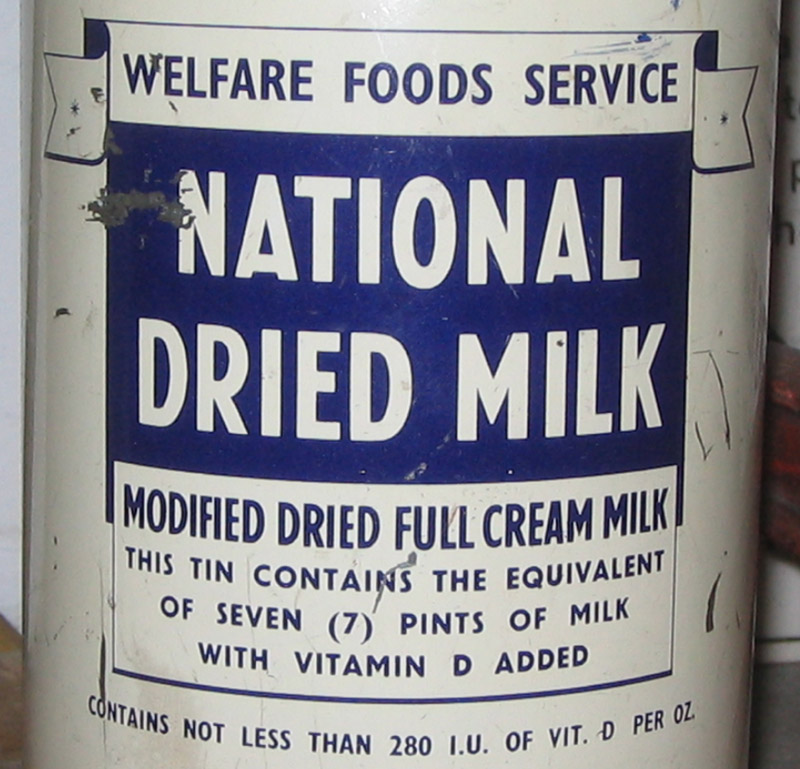 WELFARE FOODS SERVICE
NATIONAL
DRIED MILK
MODIFIED DRIED FULL CREAM MILK
THIS TIN CONTAINS THE EQUIVALENT
OF SEVEN (7) PINTS OF MILK
WITH VITAMIN D ADDED
CONTAINS NOT LESS THAN 280 I.U. OF VIT. D PER OZ.